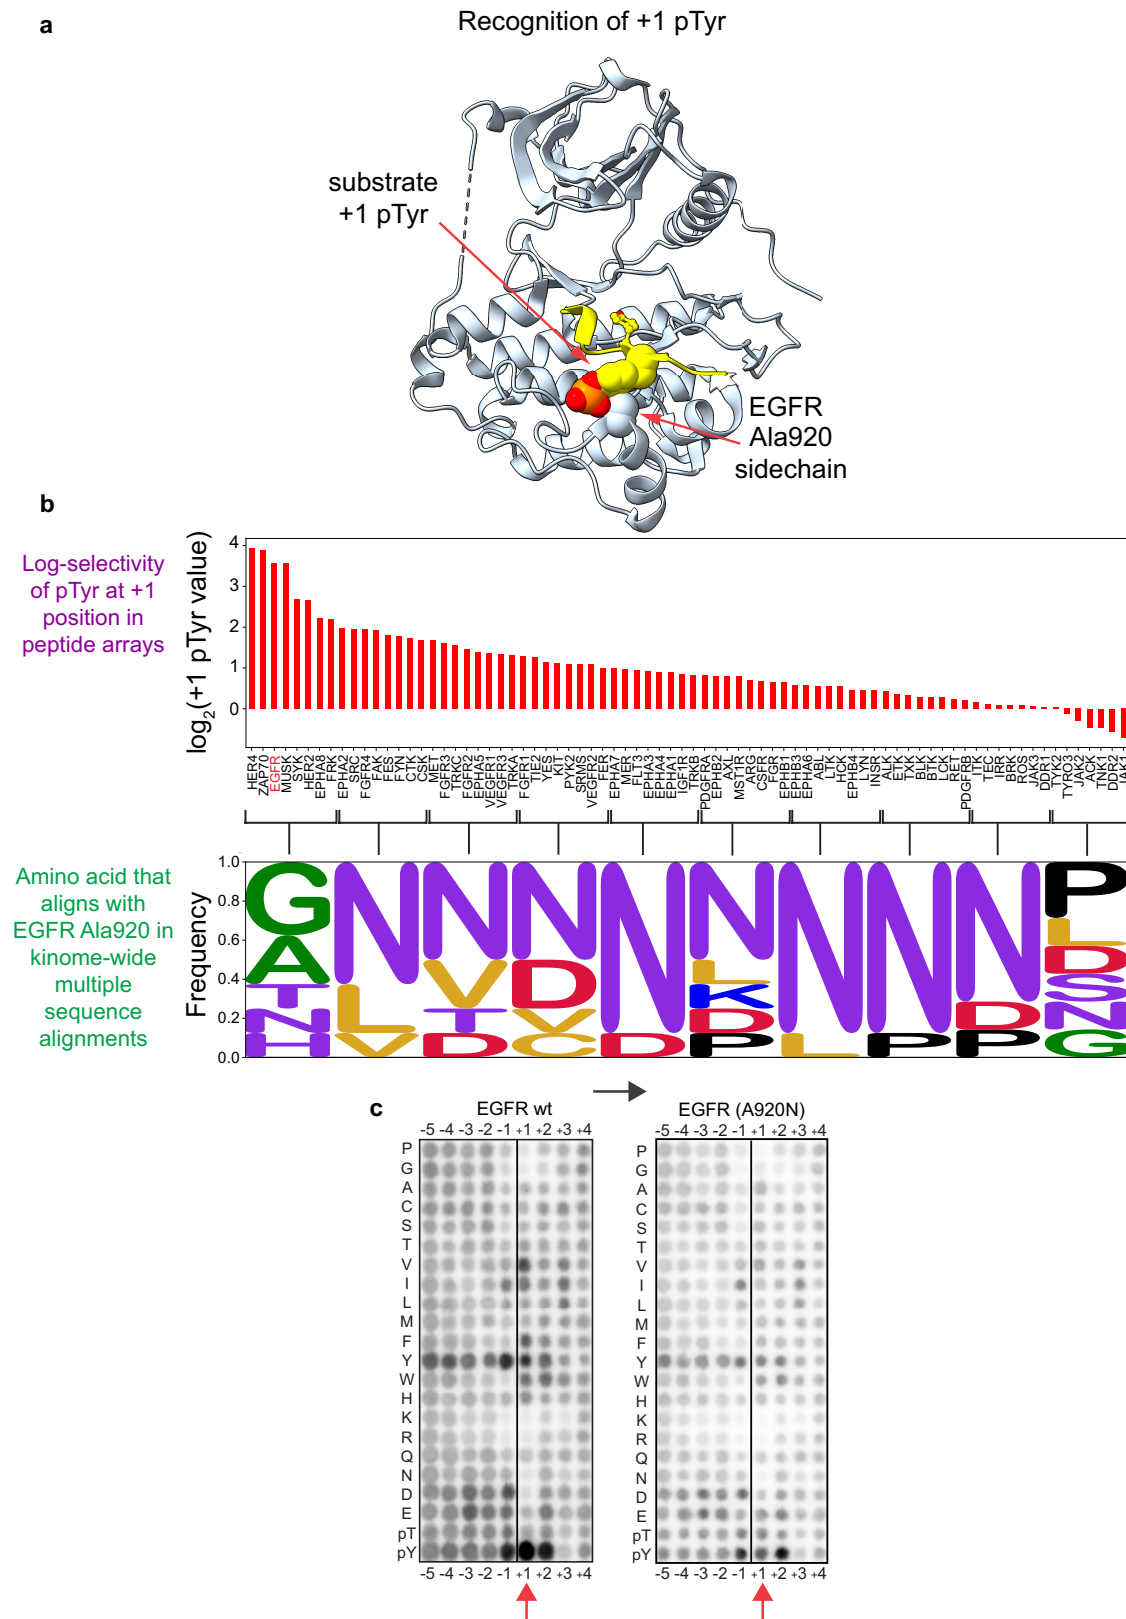 a
Recognition of +1 pTyr
substrate
+1 pTyr
EGFR
Ala920
sidechain
b
Log-selectivity
of pTyr at +1
position in
peptide arrays
log2(+1 pTyr value)
4
3
2
1
0
HER4
ZAP70
EGFR
MUSK
SYK
HER2
EPHA8
FRK
EPHA2
SRC
FGFR4
FAK
FES
FYN
CTK
CSK
MET
FGFR3
TRKC
FGFR2
EPHA5
VEGFR1
VEGFR3
TRKA
FGFR1
TIE2
YES
KIT
PYK2
SRMS
VEGFR2
FER
EPHA7
MER
FLT3
EPHA3
EPHA4
EPHA1
IGF1R
TRKB
PDGFRA
EPHB2
AXL
MST1R
ARG
CSFR
FGR
EPHB1
EPHB3
EPHA6
ABL
LTK
HCK
EPHB4
LYN
INSR
ALK
ETK
TXK
BLK
BTK
LCK
PDGFRB
ITK
TEC
IRR
BRK
ROS
JAK3
DDR1
TYK2
TYRO3
JAK2
ACK
TNK1
DDR2
JAK1
RET
Amino acid that
aligns with
EGFR Ala920 in
kinome-wide
multiple
sequence
alignments
Frequency
1.0
0.8
0.6
0.4
0.2
0.0
G N N N N N N N N P
A L V D D L L P D L
T V T V K P D
N D C D S
H P N
G
c
EGFR wt
EGFR (A920N)
-5 -4 -3 -2 -1 +1 +2 +3 +4
-5 -4 -3 -2 -1 +1 +2 +3 +4
P P
G G
A A
C C
S S
T T
V V
I I
L L
M M
F F
Y Y
W W
H H
K K
R R
Q Q
N N
D D
E E
pT pT
pY pY
-5 -4 -3 -2 -1 +1 +2 +3 +4
-5 -4 -3 -2 -1 +1 +2 +3 +4